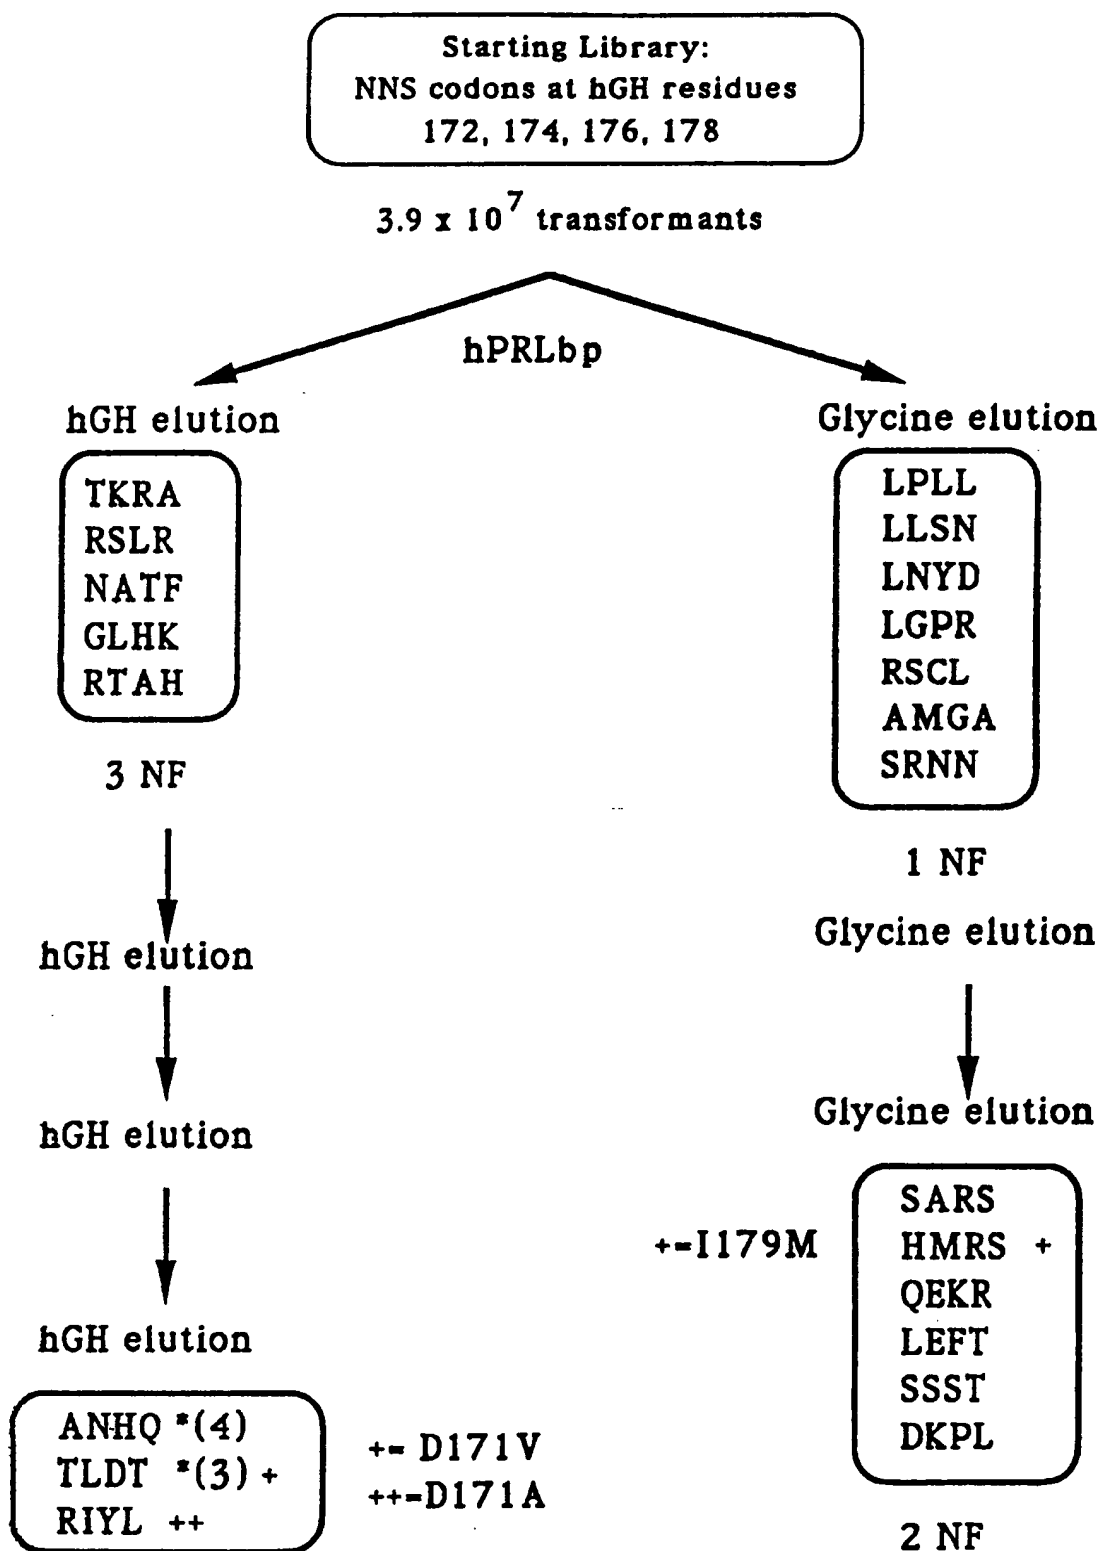 Starting Library:
NNS codons at hGH residues
172, 174, 176, 178
3.9 x 10^7 transformants
hPRLbp
hGH elution
TKRA
RSLR
NATF
GLHK
RTAH
3 NF
hGH elution
hGH elution
hGH elution
ANHQ *(4)
TLDT *(3) +
RIYL ++
+= D171V
++=D171A
Glycine elution
LPLL
LLSN
LNYD
LGPR
RSCL
AMGA
SRNN
1 NF
Glycine elution
Glycine elution
+=I179M
SARS
HMRS +
QEKR
LEFT
SSST
DKPL
2 NF